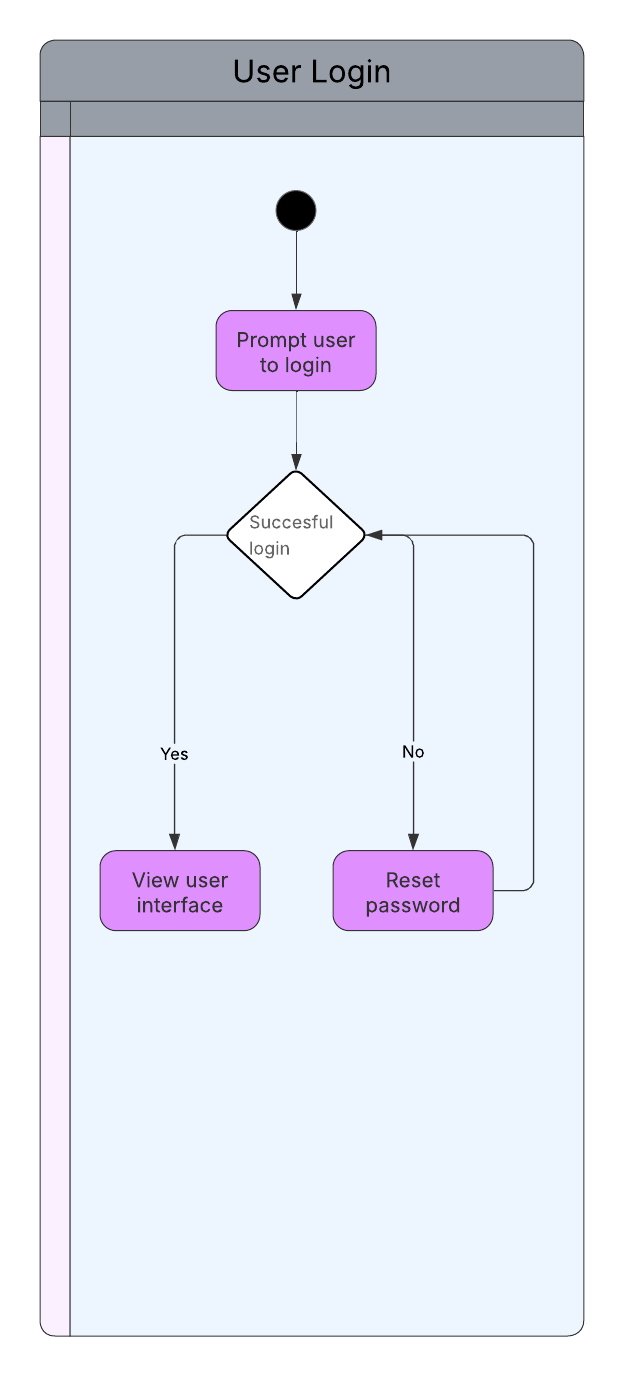 User Login
Prompt user
to login
Succesful
login
Yes
No
View user
interface
Reset
password